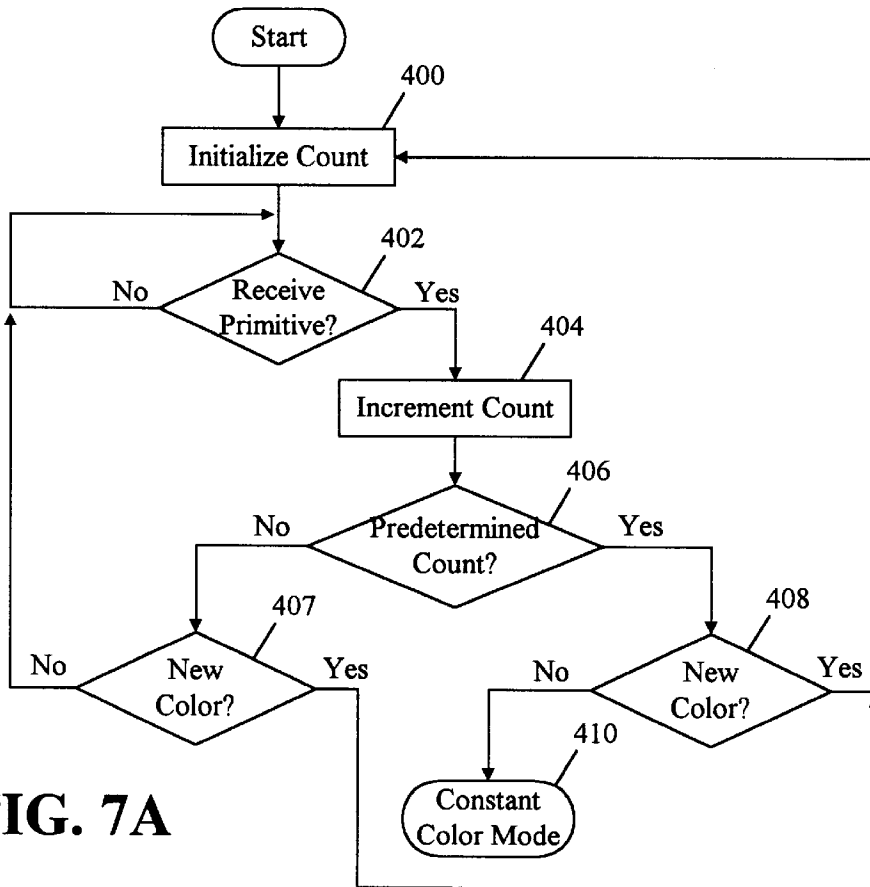 Start
400
Initialize Count
402
No
Receive
Primitive?
Yes
404
Increment Count
406
No
Predetermined
Count?
Yes
407
408
No
New
Color?
Yes
No
New
Color?
Yes
410
Constant
Color Mode
IG. 7A